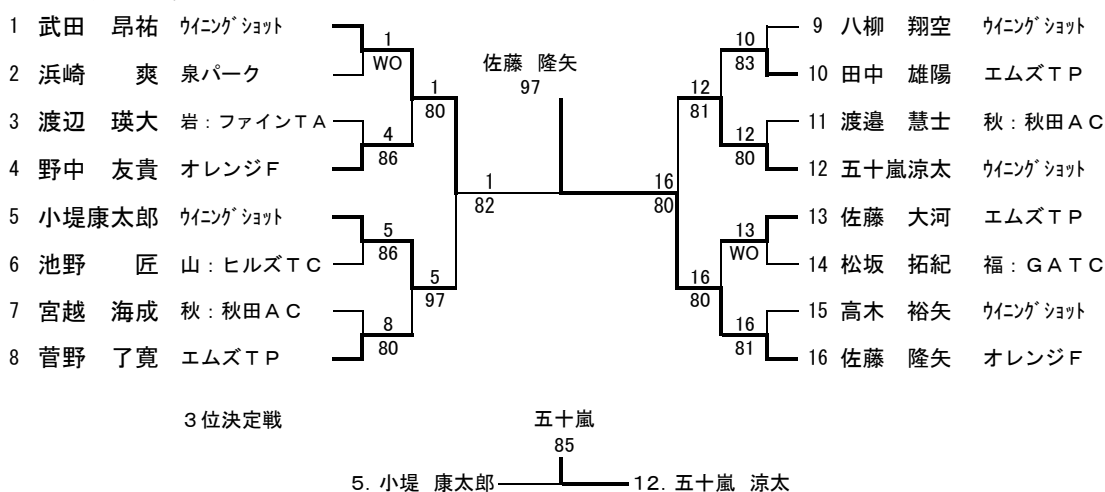 1 武田 昂祐 ｳｲﾆﾝｸﾞｼｮｯﾄ
2 浜崎 爽 泉パーク
3 渡辺 瑛大 岩：ファインＴＡ
4 野中 友貴 オレンジＦ
5 小堤康太郎 ｳｲﾆﾝｸﾞｼｮｯﾄ
6 池野 匠 山：ヒルズＴＣ
7 宮越 海成 秋：秋田ＡＣ
8 菅野 了寛 エムズＴＰ
1
WO
4
86
5
86
8
80
1
80
5
97
1
82
佐藤 隆矢
97
16
80
12
81
16
80
10
83
12
80
13
WO
16
81
9 八柳 翔空 ｳｲﾆﾝｸﾞｼｮｯﾄ
10 田中 雄陽 エムズＴＰ
11 渡邉 慧士 秋：秋田ＡＣ
12 五十嵐涼太 ｳｲﾆﾝｸﾞｼｮｯﾄ
13 佐藤 大河 エムズＴＰ
14 松坂 拓紀 福：ＧＡＴＣ
15 高木 裕矢 ｳｲﾆﾝｸﾞｼｮｯﾄ
16 佐藤 隆矢 オレンジＦ
３位決定戦
五十嵐
85
5. 小堤 康太郎
12. 五十嵐 涼太